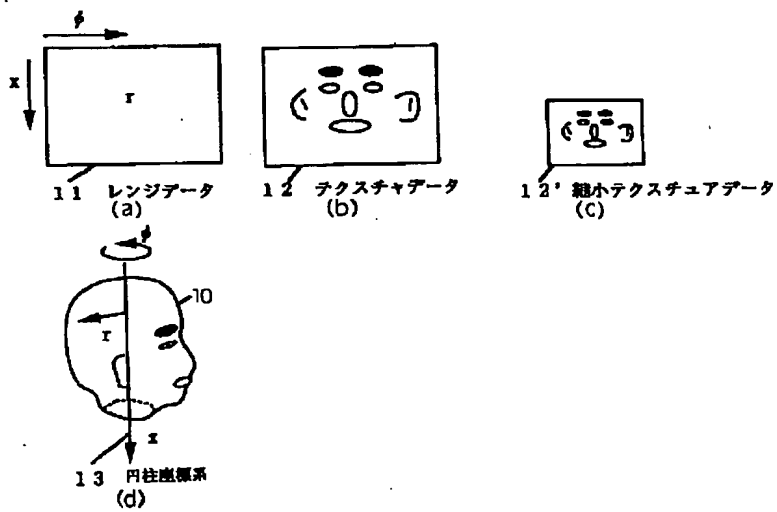 φ
x
r
11 レンジデータ
(a)
12 テクスチャデータ
(b)
12' 縮小テクスチュアデータ
(c)
φ
10
r
x
13 円柱座標系
(d)